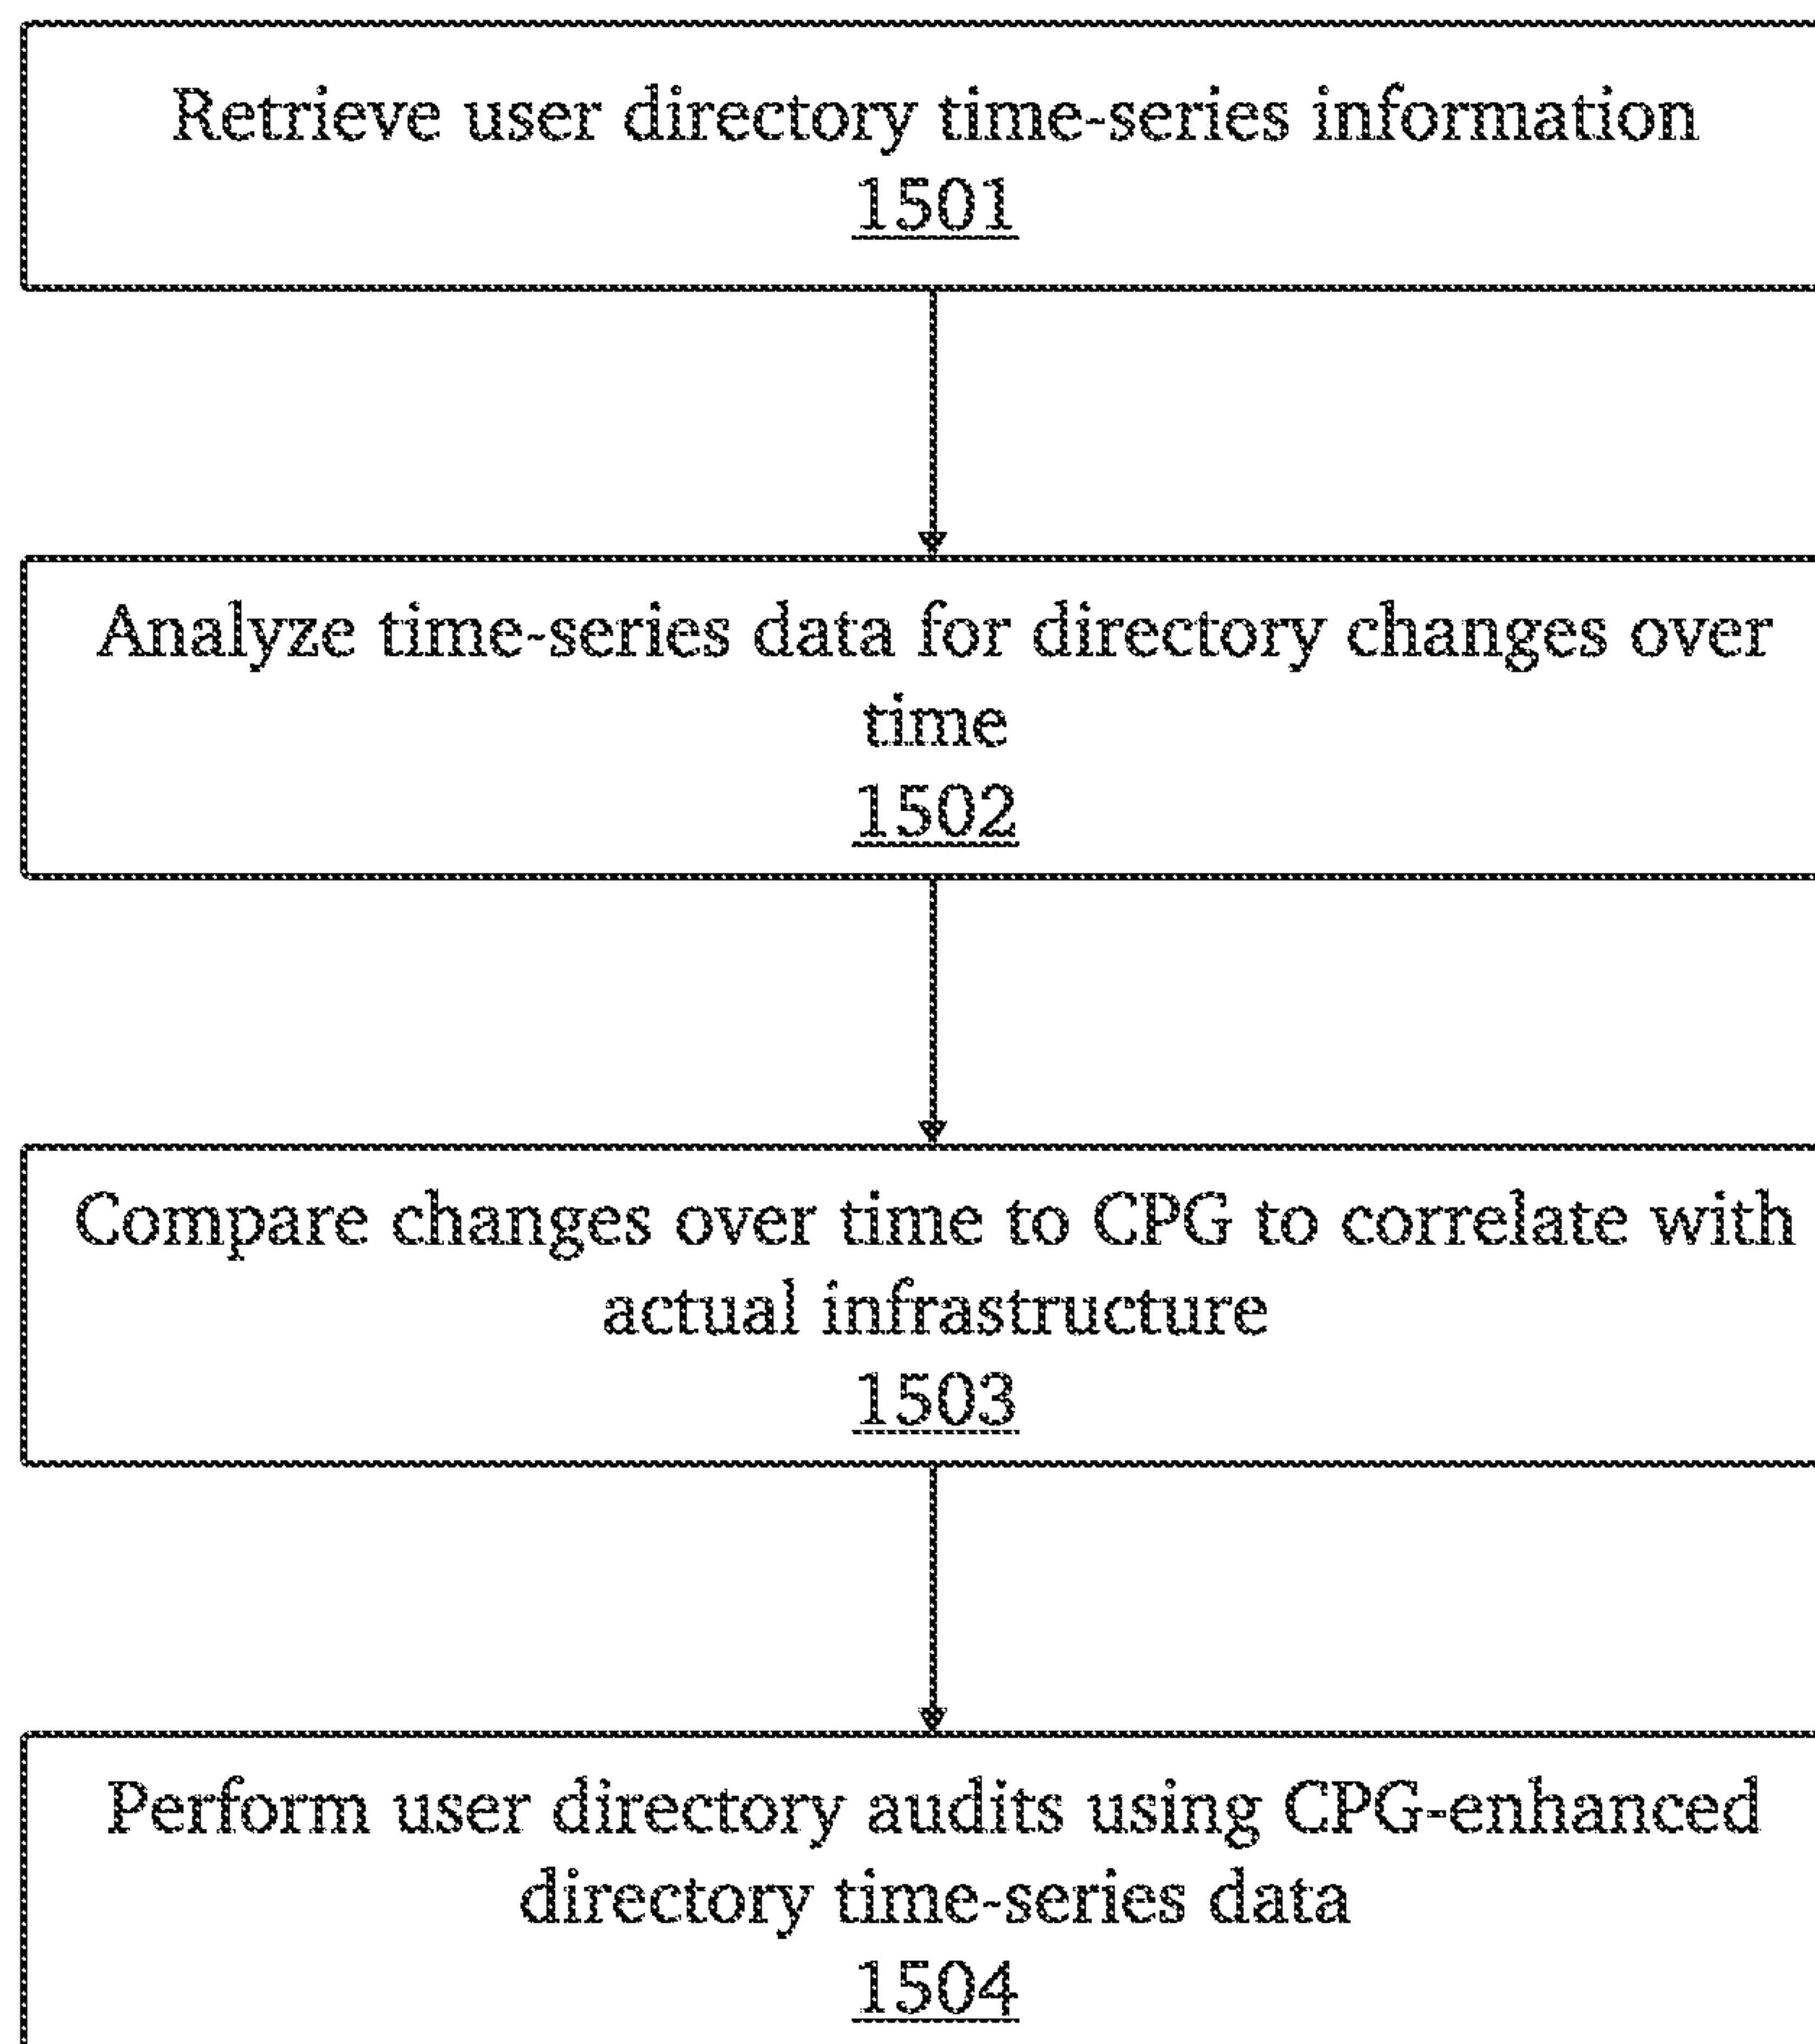 Retrieve user directory time-series information
1501
Analyze time-series data for directory changes over
time
1502
Compare changes over time to CPG to correlate with
actual infrastructure
1503
Perform user directory audits using CPG-enhanced
directory time-series data
1504